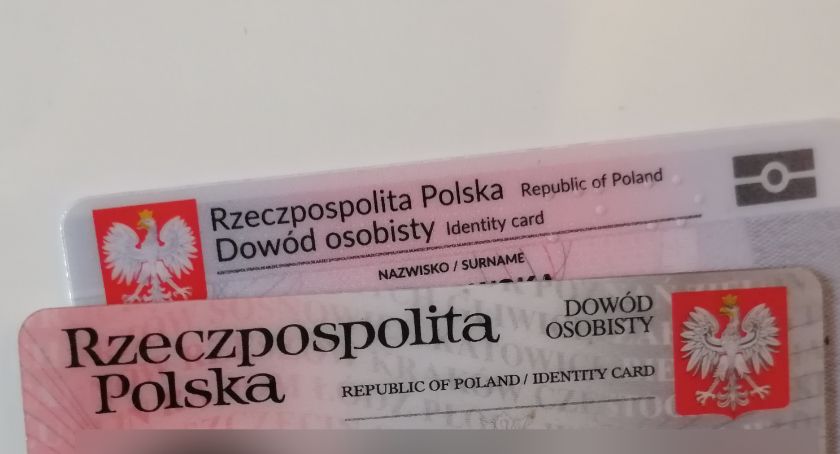 Rzeczpospolita Polska Republic of Poland
Dowód osobisty Identity card
NAZWISKO / SURNAME
Rzeczpospolita
Polska
DOWÓD
OSOBISTY
REPUBLIC OF POLAND / IDENTITY CARD